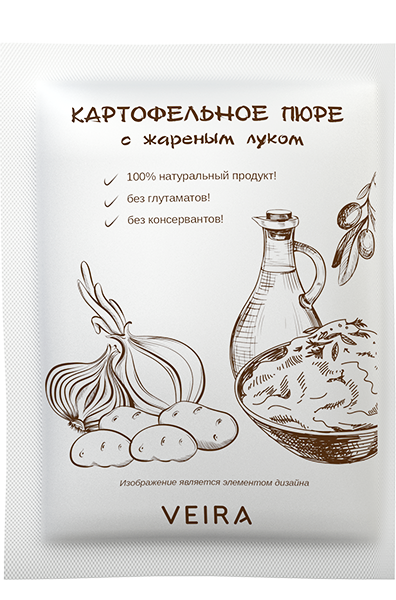 КАРТОФЕЛЬНОЕ ПЮРЕ
с жареным луком
100% натуральный продукт!
без глутаматов!
без консервантов!
Изображение является элементом дизайна
VEIRA